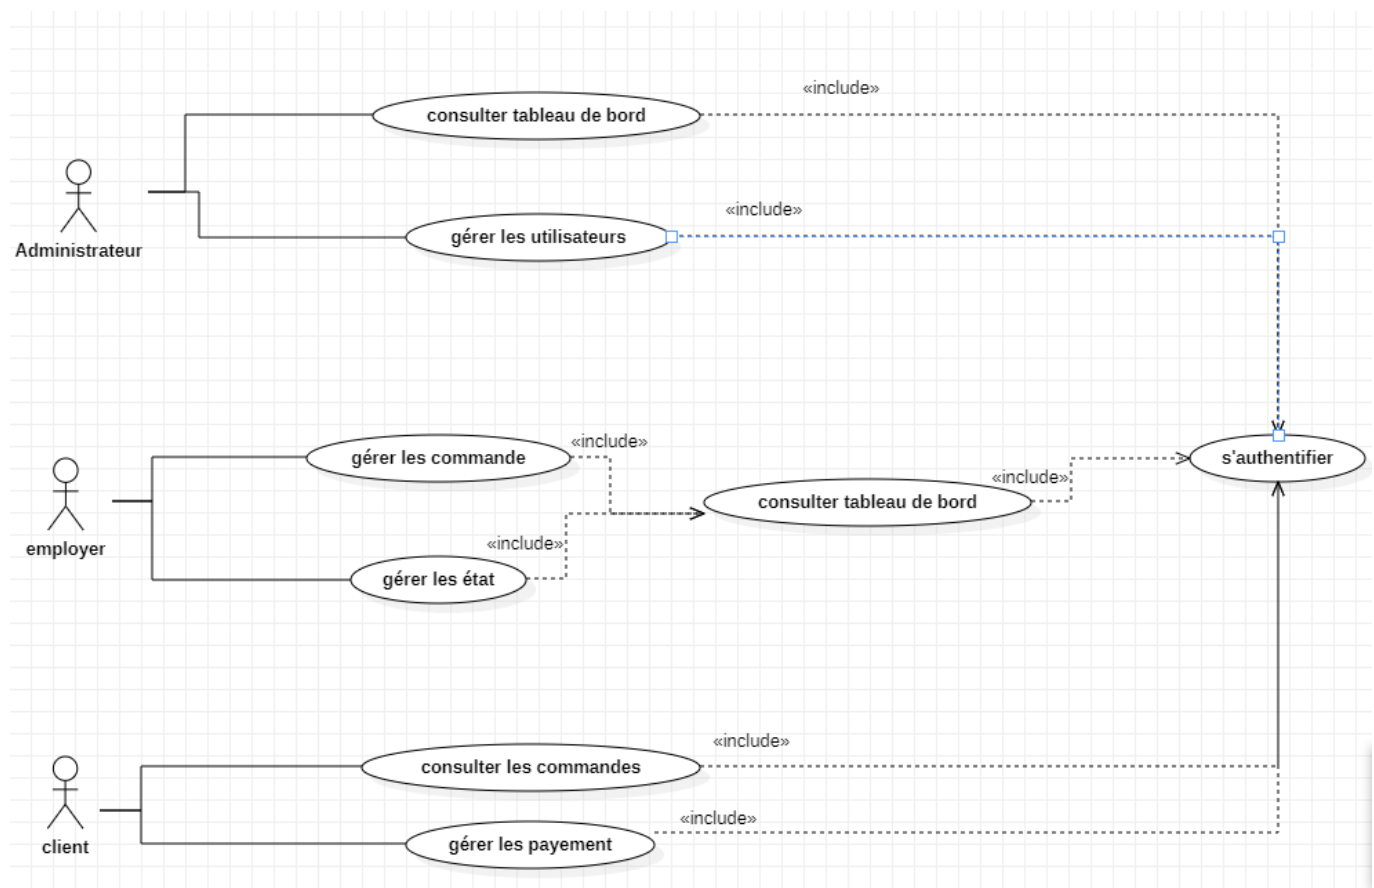 «include»
consulter tableau de bord
«include»
gérer les utilisateurs
Administrateur
«include»
gérer les commande
s'authentifier
«include»
consulter tableau de bord
employer
«include»
gérer les état
«include»
consulter les commandes
«include»
gérer les payement
client